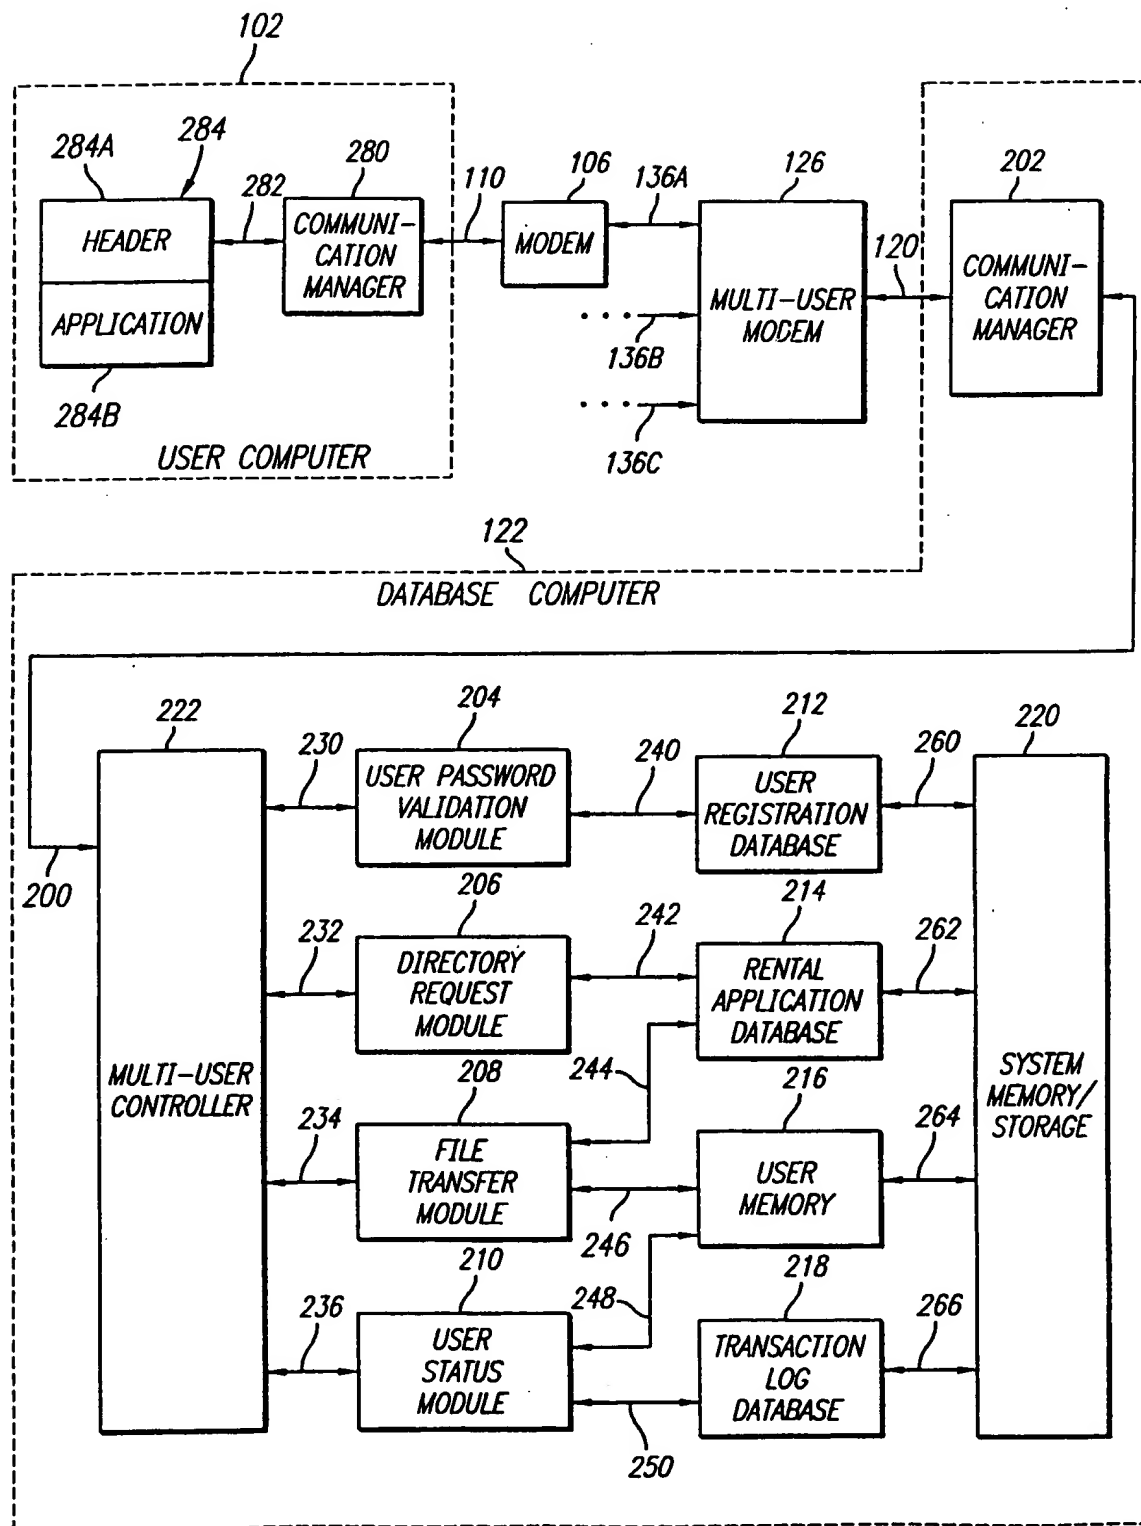 102
284A
284
282
280
110
106
136A
126
202
HEADER
APPLICATION
COMMUNI-
CATION
MANAGER
MODEM
MULTI-USER
MODEM
120
COMMUNI-
CATION
MANAGER
136B
284B
136C
USER COMPUTER
122
DATABASE COMPUTER
222
230
204
240
212
260
220
USER PASSWORD
VALIDATION
MODULE
USER
REGISTRATION
DATABASE
200
206
214
232
242
262
DIRECTORY
REQUEST
MODULE
RENTAL
APPLICATION
DATABASE
MULTI-USER
CONTROLLER
208
244
216
SYSTEM
MEMORY/
STORAGE
234
264
FILE
TRANSFER
MODULE
USER
MEMORY
246
210
248
218
236
266
USER
STATUS
MODULE
TRANSACTION
LOG
DATABASE
250